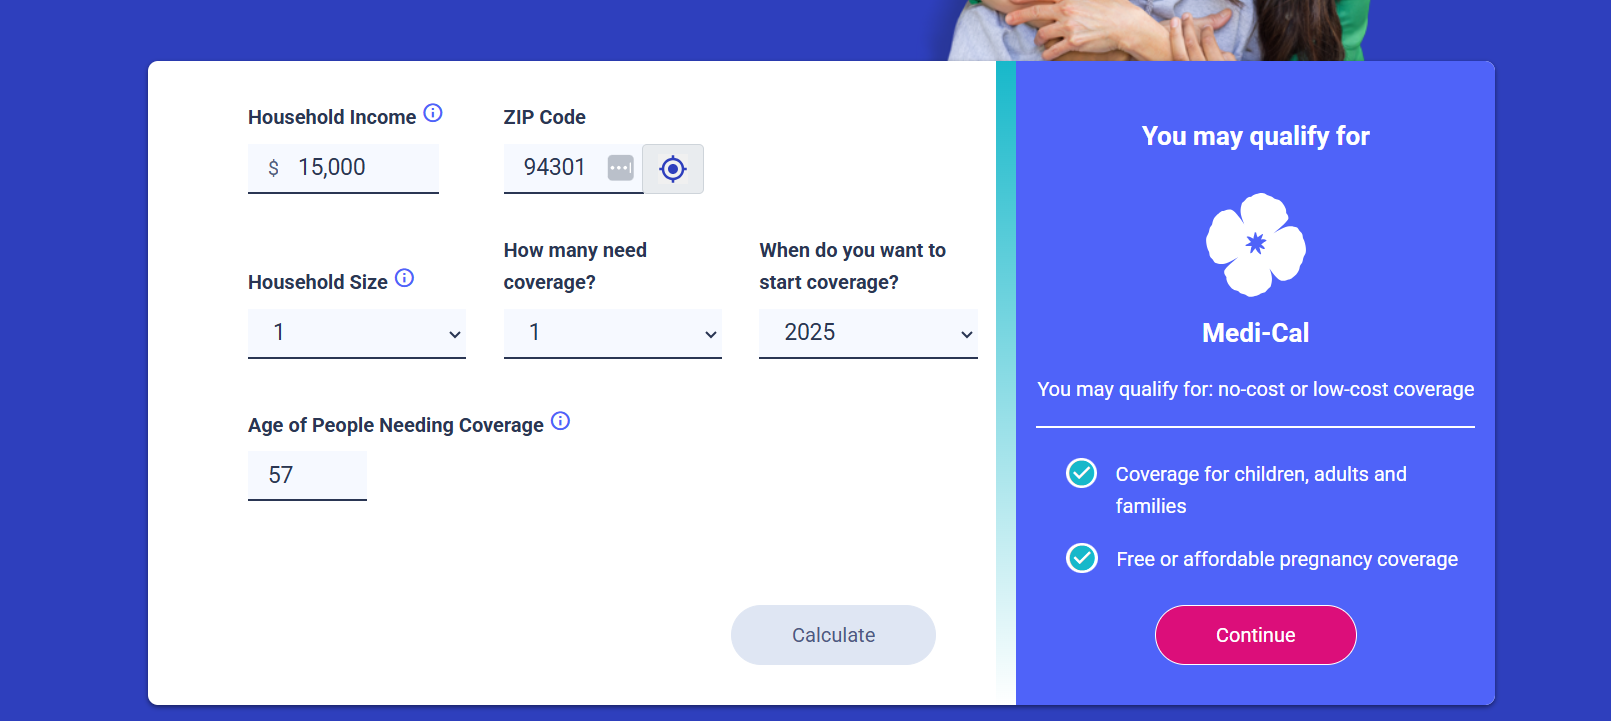 Household Income
$ 15,000
ZIP Code
94301
Household Size
1
How many need
coverage?
1
When do you want to
start coverage?
2025
Age of People Needing Coverage
57
Calculate
You may qualify for
Medi-Cal
You may qualify for: no-cost or low-cost coverage
Coverage for children, adults and
families
Free or affordable pregnancy coverage
Continue